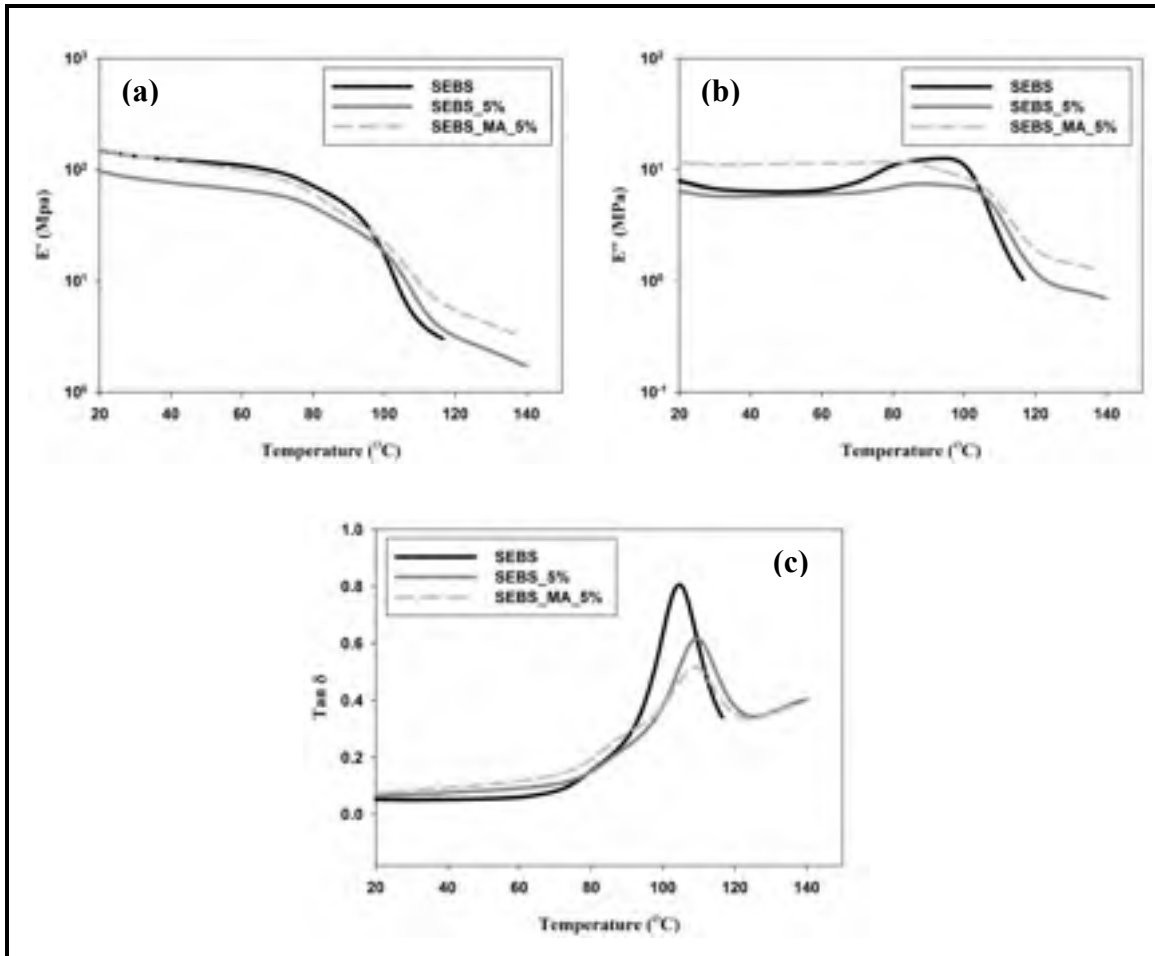 (a)
SEBS
SEBS_5%
SEBS_MA_5%
10³
10²
10¹
10⁰
E' (Mpa)
20 40 60 80 100 120 140
Temperature (°C)
(b)
SEBS
SEBS_5%
SEBS_MA_5%
10¹
10⁰
10⁻¹
E'' (MPa)
20 40 60 80 100 120 140
Temperature (°C)
(c)
SEBS
SEBS_5%
SEBS_MA_5%
1.0
0.8
0.6
0.4
0.2
0.0
Tan δ
20 40 60 80 100 120 140
Temperature (°C)